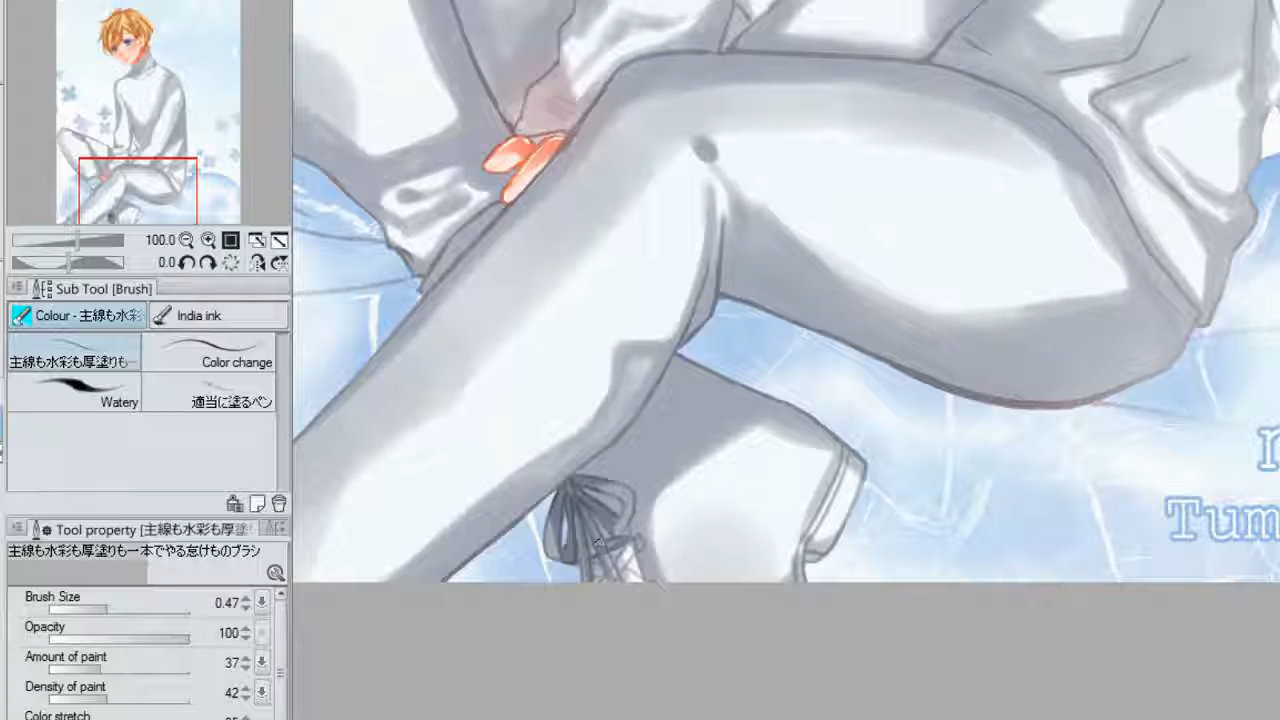 100.0
0.0
Sub Tool [Brush]
Colour - 主線も水彩
India ink
主線も水彩も厚塗りも一
Color change
Watery
適当に塗るペン
Tool property [主線も水彩も厚塗
主線も水彩も厚塗りも一本でやる怠けものブラシ
Brush Size
0.47
Opacity
100
Amount of paint
37
Density of paint
42
Color stretch
Tum